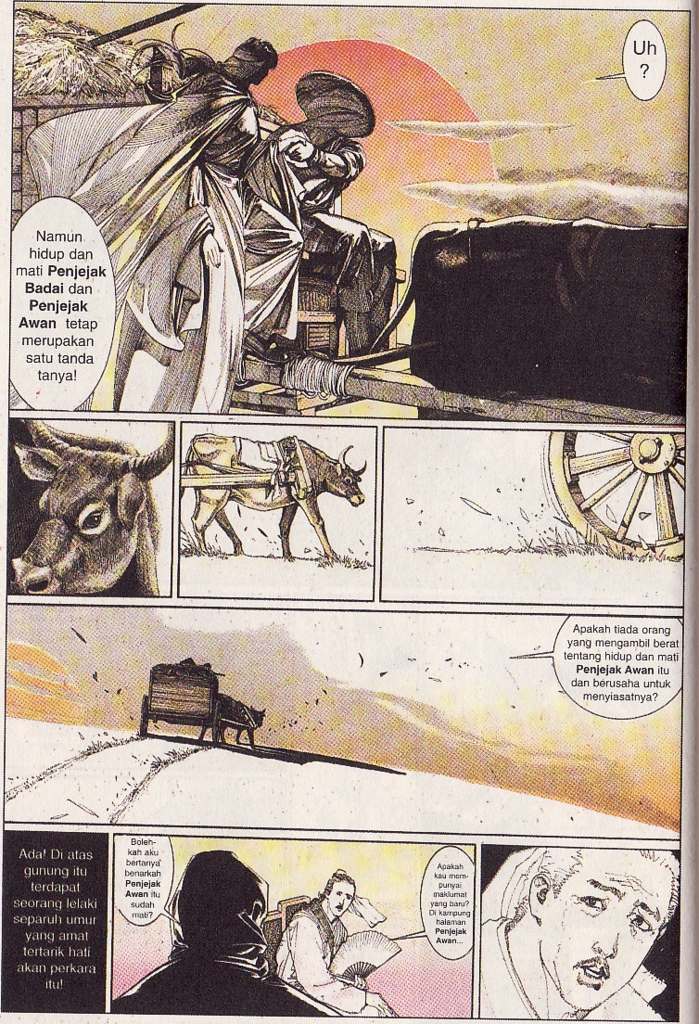 Uh
?
Namun
hidup dan
mati Penjejak
Badai dan
Penjejak
Awan tetap
merupakan
satu tanda
tanya!
Apakah tiada orang
yang mengambil berat
tentang hidup dan mati
Penjejak Awan itu
dan berusaha untuk
menyiasatnya?
Ada! Di atas
gunung itu
terdapat
seorang lelaki
separuh umur
yang amat
tertarik hati
akan perkara
itu!
Boleh-
kah aku
bertanya
benarkah
Penjejak
Awan itu
sudah
mati?
Apakah
kau mem-
punyai
maklumat
yang baru?
Di kampung
halaman
Penjejak
Awan...